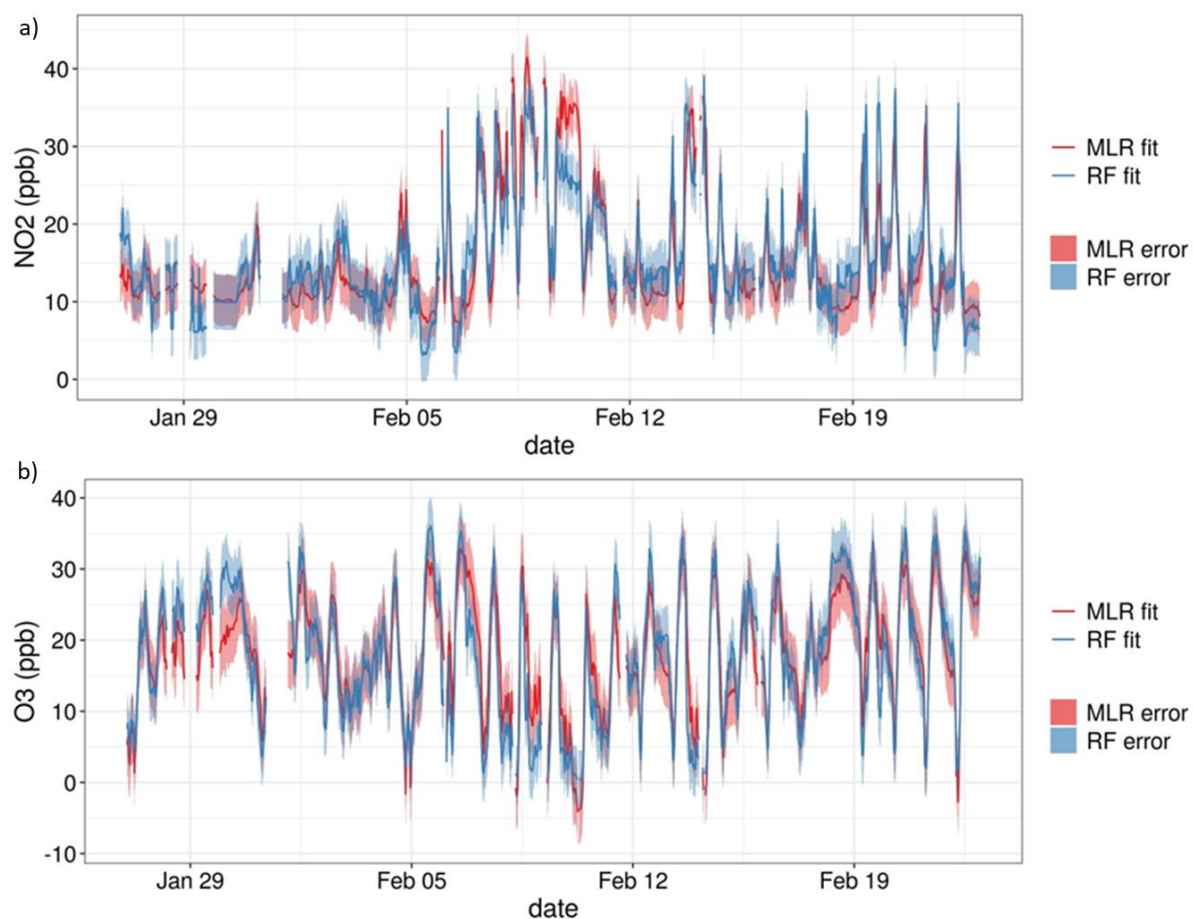 a)
NO2 (ppb)
40
30
20
10
0
Jan 29
Feb 05
Feb 12
Feb 19
date
MLR fit
RF fit
MLR error
RF error
b)
O3 (ppb)
40
30
20
10
0
-10
Jan 29
Feb 05
Feb 12
Feb 19
date
MLR fit
RF fit
MLR error
RF error